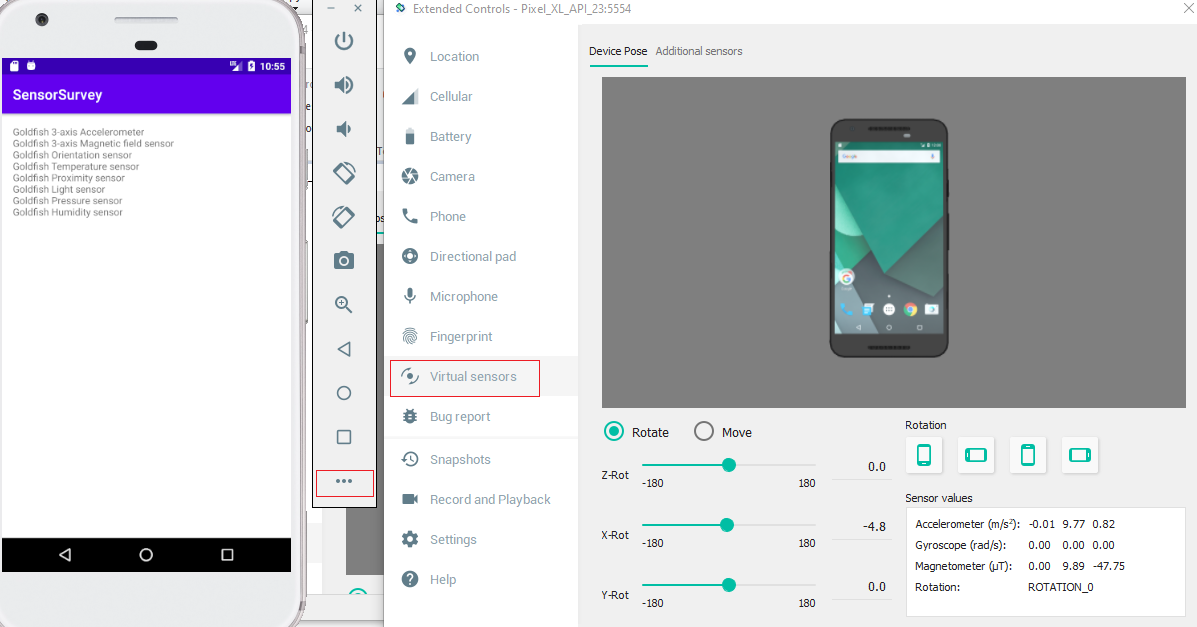 10:55
SensorSurvey
Goldfish 3-axis Accelerometer
Goldfish 3-axis Magnetic field sensor
Goldfish Orientation sensor
Goldfish Temperature sensor
Goldfish Proximity sensor
Goldfish Light sensor
Goldfish Pressure sensor
Goldfish Humidity sensor
Extended Controls - Pixel_XL_API_23:5554
Location
Cellular
Battery
Camera
Phone
Directional pad
Microphone
Fingerprint
Virtual sensors
Bug report
Snapshots
Record and Playback
Settings
Help
Device Pose Additional sensors
Google
Rotate Move
Z-Rot -180 180 0.0
X-Rot -180 180 -4.8
Y-Rot -180 180 0.0
Rotation
Sensor values
Accelerometer (m/s²): -0.01 9.77 0.82
Gyroscope (rad/s): 0.00 0.00 0.00
Magnetometer (μT): 0.00 9.89 -47.75
Rotation: ROTATION_0